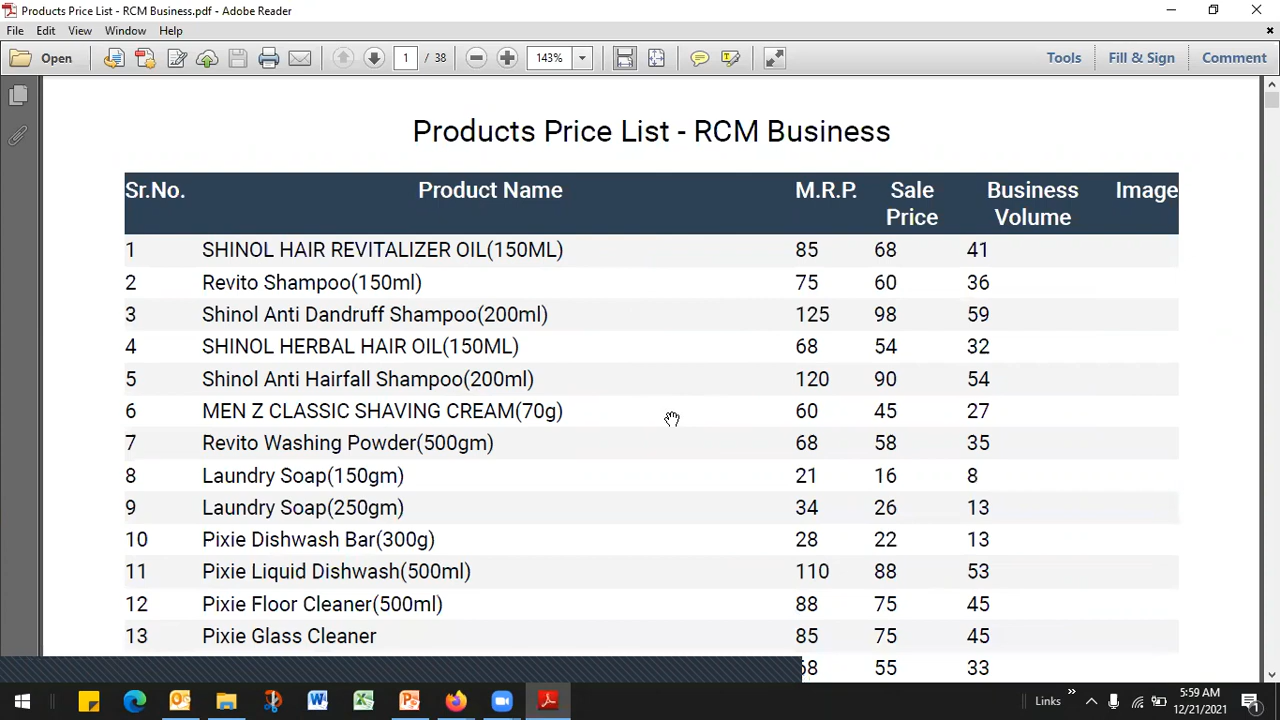 Products Price List - RCM Business.pdf - Adobe Reader
File Edit View Window Help
Open 1 / 38 143% Tools Fill & Sign Comment
Products Price List - RCM Business
Sr.No. Product Name M.R.P. Sale Price Business Volume Image
1 SHINOL HAIR REVITALIZER OIL(150ML) 85 68 41
2 Revito Shampoo(150ml) 75 60 36
3 Shinol Anti Dandruff Shampoo(200ml) 125 98 59
4 SHINOL HERBAL HAIR OIL(150ML) 68 54 32
5 Shinol Anti Hairfall Shampoo(200ml) 120 90 54
6 MEN Z CLASSIC SHAVING CREAM(70g) 60 45 27
7 Revito Washing Powder(500gm) 68 58 35
8 Laundry Soap(150gm) 21 16 8
9 Laundry Soap(250gm) 34 26 13
10 Pixie Dishwash Bar(300g) 28 22 13
11 Pixie Liquid Dishwash(500ml) 110 88 53
12 Pixie Floor Cleaner(500ml) 88 75 45
13 Pixie Glass Cleaner 85 75 45
68 55 33
Links 5:59 AM
12/21/2021